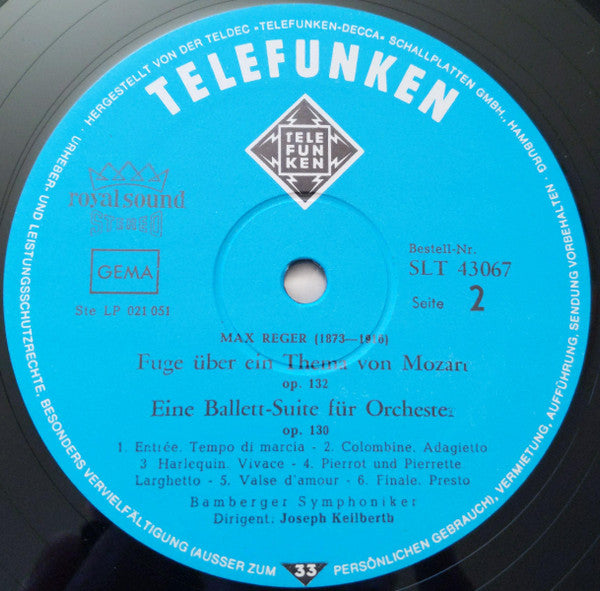 · HERGESTELLT VON DER TELDEC »TELEFUNKEN-DECCA« SCHALLPLATTEN GMBH., HAMBURG ·
URHEBER- UND LEISTUNGSSCHUTZRECHTE, BESONDERS VERVIELFÄLTIGUNG (AUSSER ZUM PERSÖNLICHEN GEBRAUCH), VERMIETUNG, AUFFÜHRUNG, SENDUNG VORBEHALTEN ·
TELEFUNKEN
TELE
FUN
KEN
royal sound
STEREO
GEMA
Ste LP 021 051
Bestell-Nr.
SLT 43067
Seite 2
MAX REGER (1873—1916)
Fuge über ein Thema von Mozart
op. 132
Eine Ballett-Suite für Orchester
op. 130
1. Entrée. Tempo di marcia - 2. Colombine. Adagietto
3 Harlequin. Vivace - 4. Pierrot und Pierrette.
Larghetto - 5. Valse d'amour - 6. Finale. Presto
Bamberger Symphoniker
Dirigent: Joseph Keilberth
33